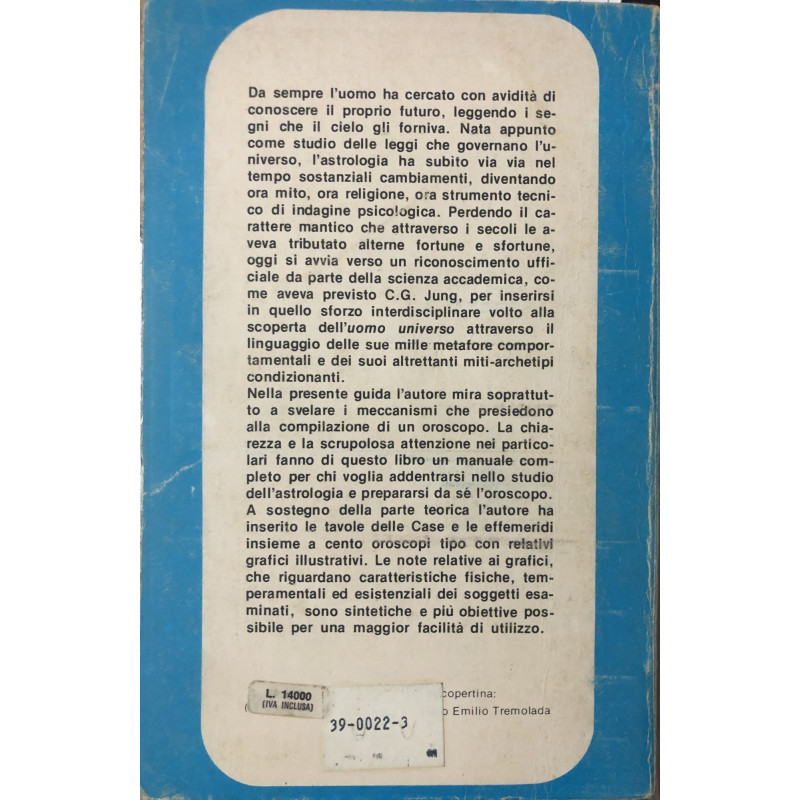 Da sempre l'uomo ha cercato con avidità di
conoscere il proprio futuro, leggendo i se-
gni che il cielo gli forniva. Nata appunto
come studio delle leggi che governano l'u-
niverso, l'astrologia ha subìto via via nel
tempo sostanziali cambiamenti, diventando
ora mito, ora religione, ora strumento tecni-
co di indagine psicologica. Perdendo il ca-
rattere mantico che attraverso i secoli le a-
veva tributato alterne fortune e sfortune,
oggi si avvia verso un riconoscimento uffi-
ciale da parte della scienza accademica, co-
me aveva previsto C.G. Jung, per inserirsi
in quello sforzo interdisciplinare volto alla
scoperta dell'uomo universo attraverso il
linguaggio delle sue mille metafore compor-
tamentali e dei suoi altrettanti miti-archetipi
condizionanti.
Nella presente guida l'autore mira soprattut-
to a svelare i meccanismi che presiedono
alla compilazione di un oroscopo. La chia-
rezza e la scrupolosa attenzione nei partico-
lari fanno di questo libro un manuale com-
pleto per chi voglia addentrarsi nello studio
dell'astrologia e prepararsi da sé l'oroscopo.
A sostegno della parte teorica l'autore ha
inserito le tavole delle Case e le effemeridi
insieme a cento oroscopi tipo con relativi
grafici illustrativi. Le note relative ai grafici,
che riguardano caratteristiche fisiche, tem-
peramentali ed esistenziali dei soggetti esa-
minati, sono sintetiche e più obiettive pos-
sibile per una maggior facilità di utilizzo.
copertina:
Emilio Tremolada
L. 14000
(IVA INCLUSA)
39-0022-3